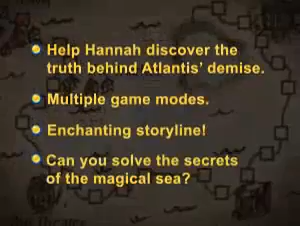 Help Hannah discover the
truth behind Atlantis' demise.
Multiple game modes.
Enchanting storyline!
Can you solve the secrets
of the magical sea?